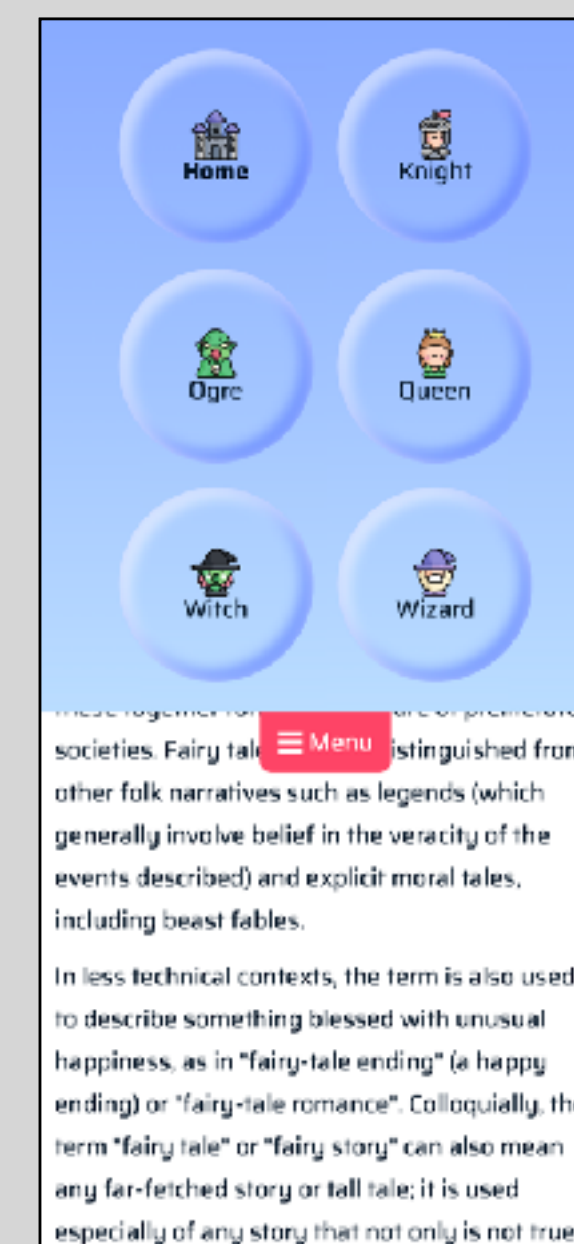 Home
Knight
Ogre
Queen
Witch
Wizard
Menu
societies. Fairy
other folk narratives such as legends (which
generally involve belief in the veracity of the
events described) and explicit moral tales,
including beast fables.
In less technical contexts, the term is also used
to describe something blessed with unusual
happiness, as in "fairy-tale ending" (a happy
ending) or "fairy-tale romance". Colloquially,
term "fairy tale" or "fairy story" can also mean
any far-fetched story or tall tale; it is used
especially of any story that not only is not true